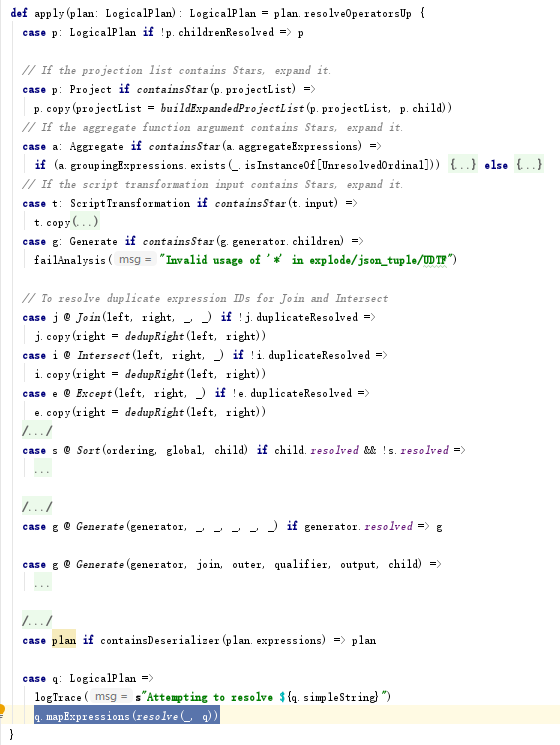 def apply(plan: LogicalPlan): LogicalPlan = plan.resolveOperatorsUp {
case p: LogicalPlan if !p.childrenResolved => p
// If the projection list contains Stars, expand it.
case p: Project if containsStar(p.projectList) =>
p.copy(projectList = buildExpandedProjectList(p.projectList, p.child))
// If the aggregate function argument contains Stars, expand it.
case a: Aggregate if containsStar(a.aggregateExpressions) =>
if (a.groupingExpressions.exists(_.isInstanceOf[UnresolvedOrdinal])) {...} else {...}
// If the script transformation input contains Stars, expand it.
case t: ScriptTransformation if containsStar(t.input) =>
t.copy(...)
case g: Generate if containsStar(g.generator.children) =>
failAnalysis( msg = "Invalid usage of '*' in explode/json_tuple/UDTF")
// To resolve duplicate expression IDs for Join and Intersect
case j @ Join(left, right, _, _) if !j.duplicateResolved =>
j.copy(right = dedupRight(left, right))
case i @ Intersect(left, right, _) if !i.duplicateResolved =>
i.copy(right = dedupRight(left, right))
case e @ Except(left, right, _) if !e.duplicateResolved =>
e.copy(right = dedupRight(left, right))
/.../
case s @ Sort(ordering, global, child) if child.resolved && !s.resolved =>
...
/.../
case g @ Generate(generator, _, _, _, _, _) if generator.resolved => g
case g @ Generate(generator, join, outer, qualifier, output, child) =>
...
/.../
case plan if containsDeserializer(plan.expressions) => plan
case q: LogicalPlan =>
logTrace( msg = s"Attempting to resolve ${q.simpleString}")
q.mapExpressions(resolve(_, q))
}